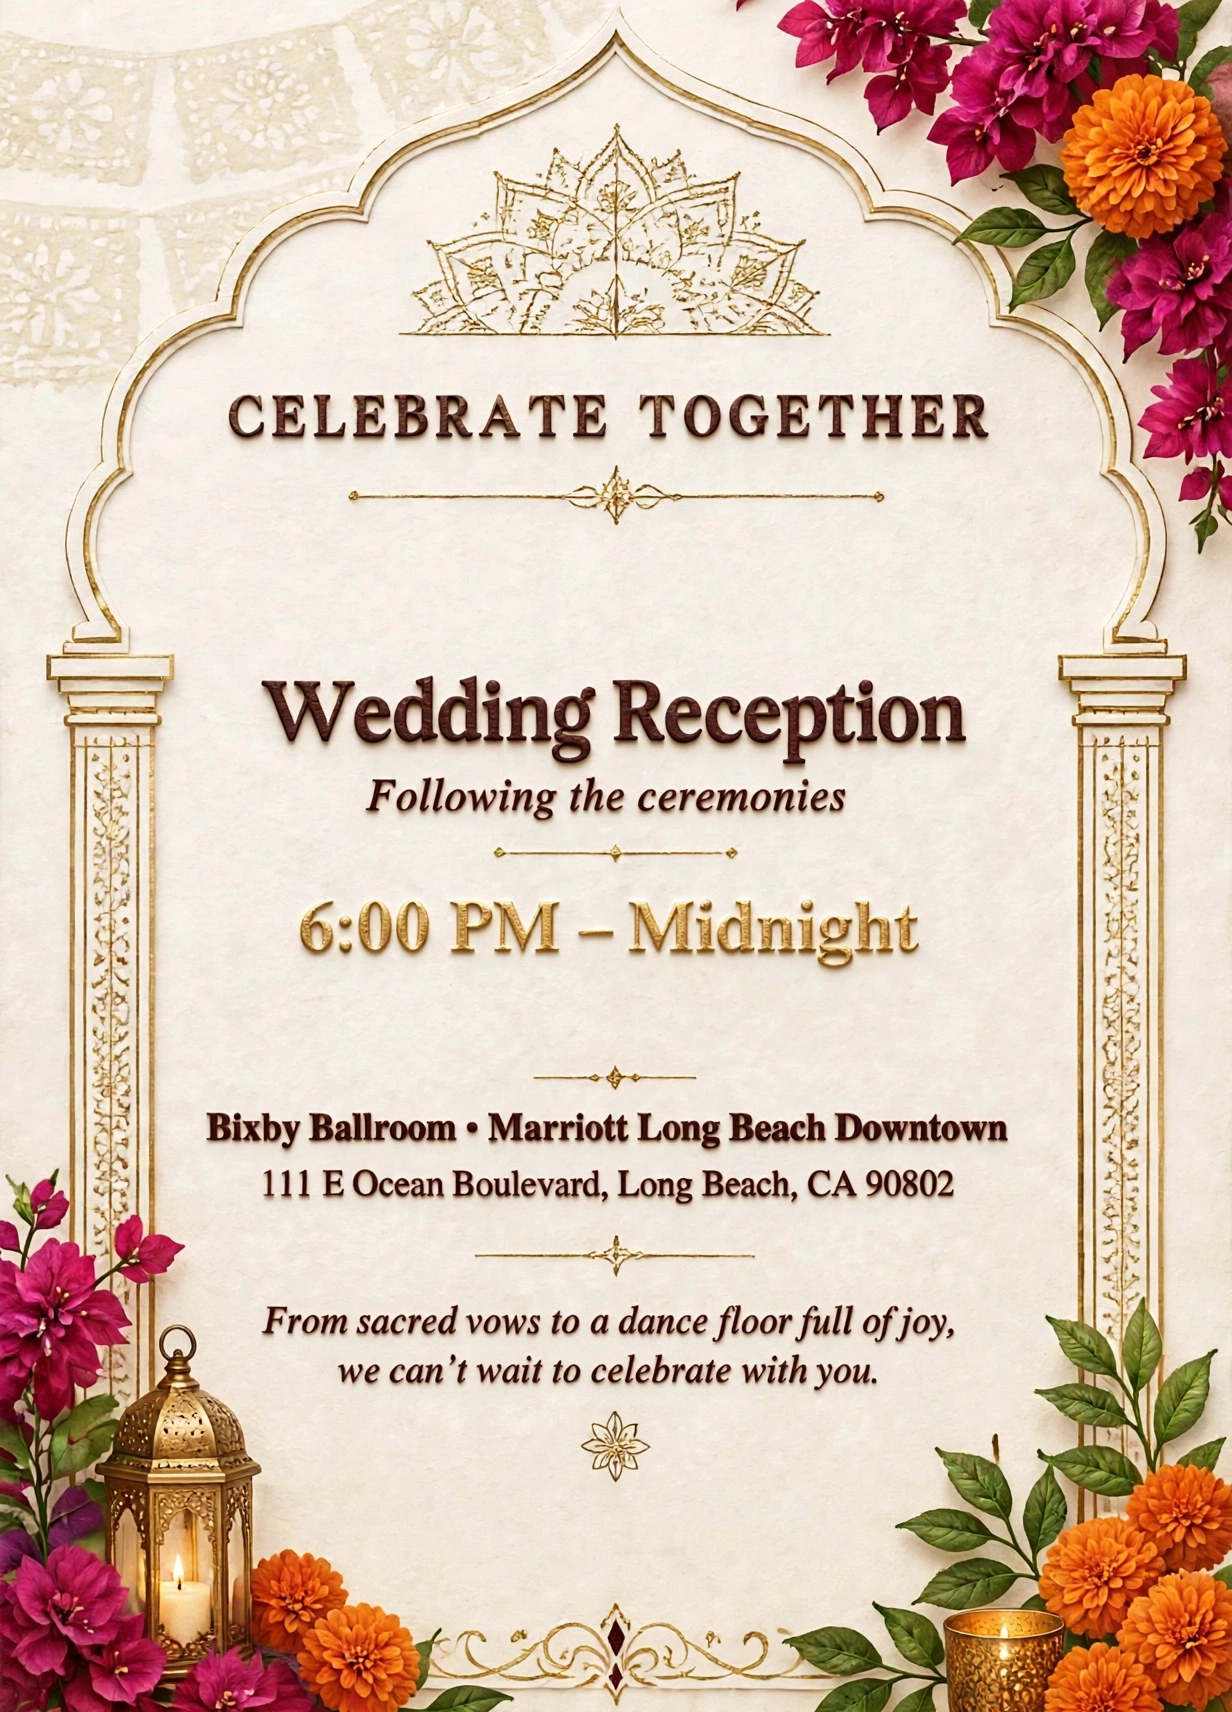 CELEBRATE TOGETHER
Wedding Reception
Following the ceremonies
6:00 PM – Midnight
Bixby Ballroom • Marriott Long Beach Downtown
111 E Ocean Boulevard, Long Beach, CA 90802
From sacred vows to a dance floor full of joy,
we can’t wait to celebrate with you.